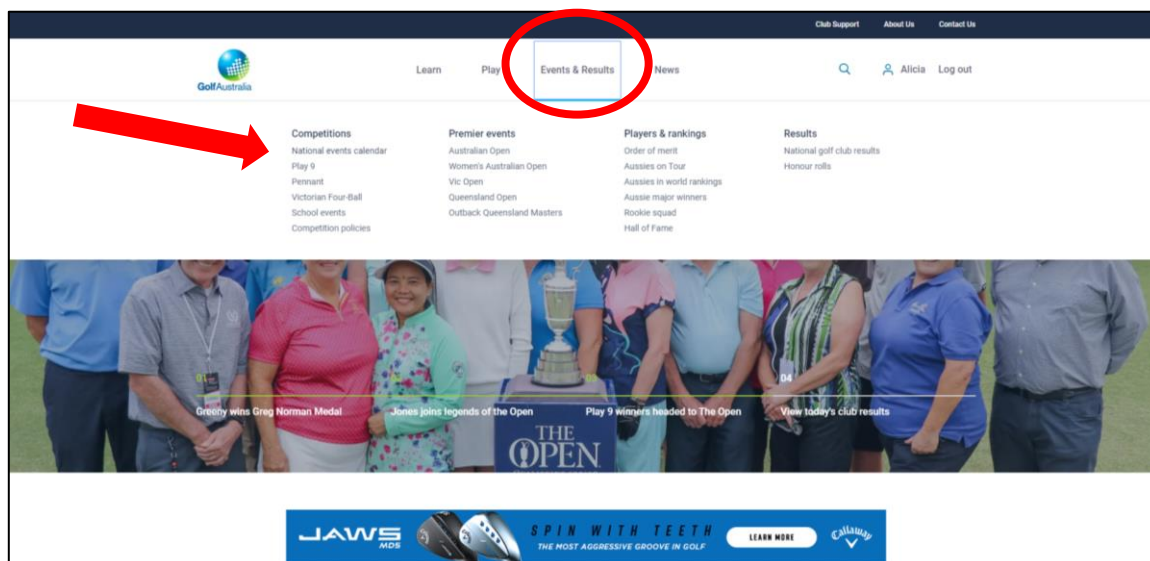 Club Support About Us Contact Us
GolfAustralia
Learn Play Events & Results News Alicia Log out
Competitions
National events calendar
Play 9
Pennant
Victorian Four-Ball
School events
Competition policies
Premier events
Australian Open
Women's Australian Open
Vic Open
Queensland Open
Outback Queensland Masters
Players & rankings
Order of merit
Aussies on Tour
Aussies in world rankings
Aussie major winners
Rookie squad
Hall of Fame
Results
National golf club results
Honour rolls
01
Greeny wins Greg Norman Medal
Jones joins legends of the Open
03
Play 9 winners headed to The Open
04
View today's club results
THE
OPEN
JAWS
MD5
SPIN WITH TEETH
THE MOST AGGRESSIVE GROOVE IN GOLF
LEARN MORE
Callaway